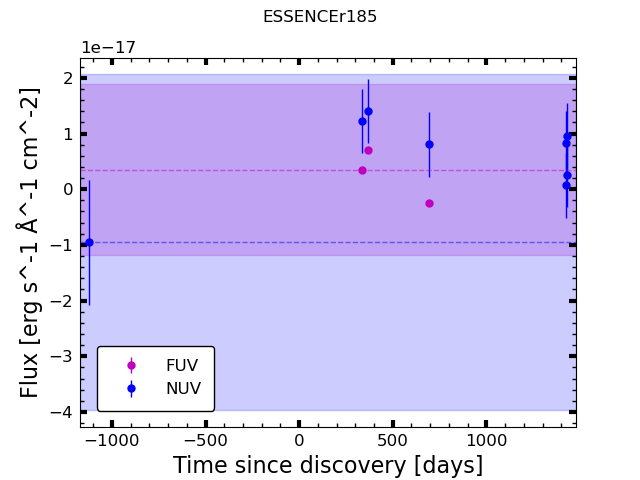 ESSENCEr185
1e−17
2
1
0
−1
−2
−3
−4
Flux [erg s^-1 Å^-1 cm^-2]
FUV
NUV
−1000 −500 0 500 1000
Time since discovery [days]